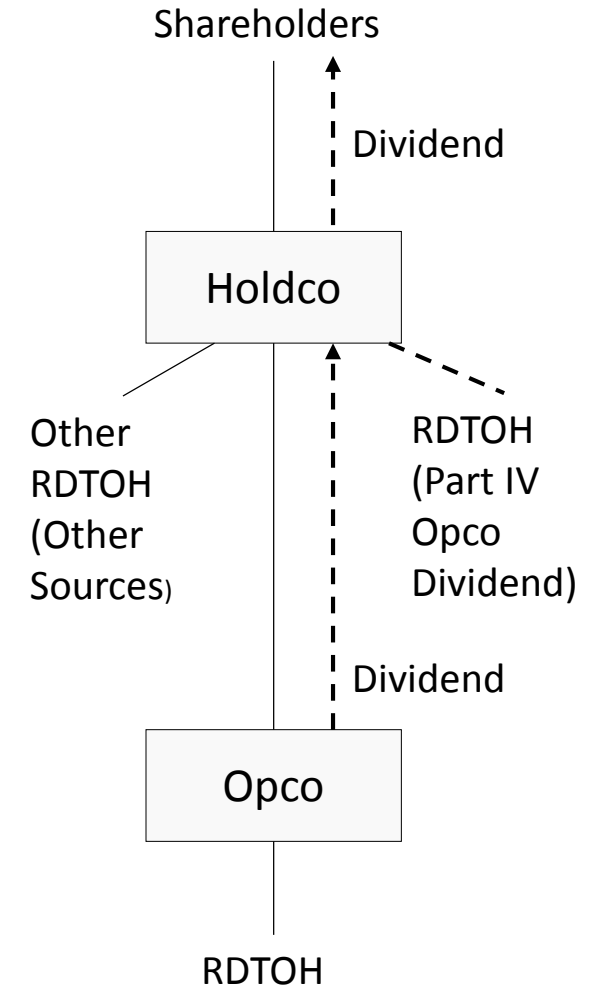 Shareholders
Dividend
Holdco
Other
RDTOH
(Other
Sources)
RDTOH
(Part IV
Opco
Dividend)
Dividend
Opco
RDTOH